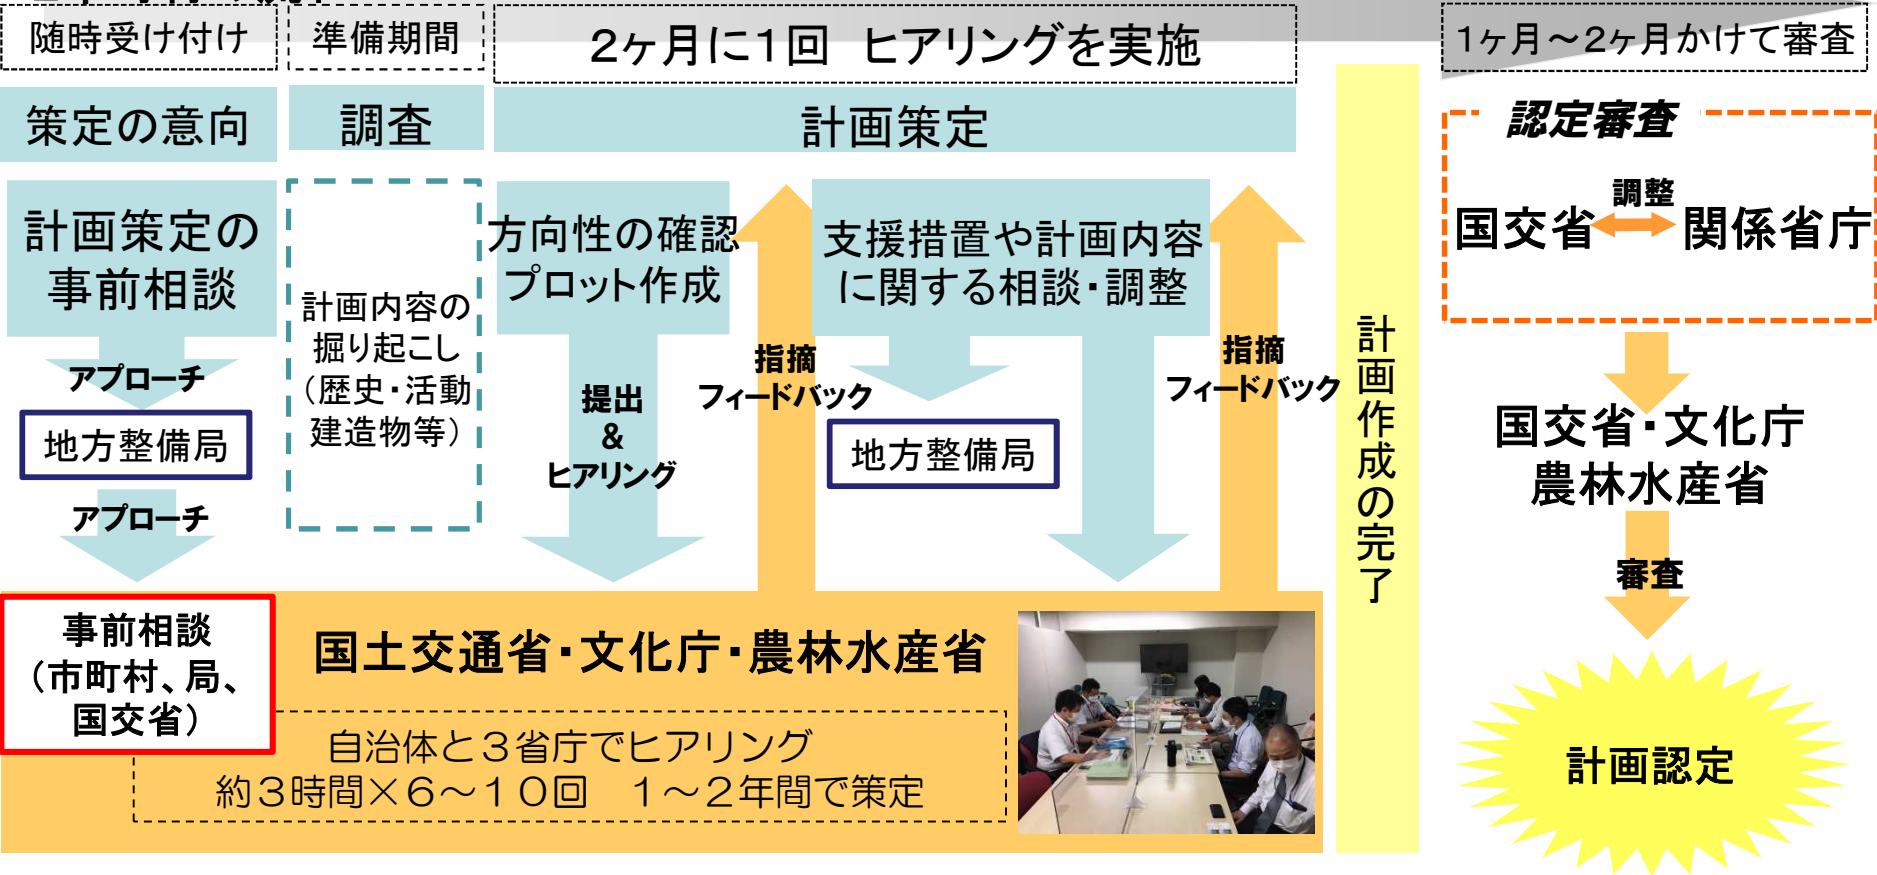 随時受け付け
準備期間
２ヶ月に１回　ヒアリングを実施
１ヶ月～２ヶ月かけて審査
策定の意向
調査
計画策定
計画策定の
事前相談
アプローチ
地方整備局
アプローチ
事前相談
（市町村、局、
国交省）
計画内容の
掘り起こし
（歴史・活動
建造物等）
方向性の確認
プロット作成
提出
＆
ヒアリング
指摘
フィードバック
支援措置や計画内容
に関する相談・調整
地方整備局
指摘
フィードバック
国土交通省・文化庁・農林水産省
自治体と３省庁でヒアリング
約３時間×６～１０回　１～２年間で策定
計画作成の完了
認定審査
調整
国交省
関係省庁
国交省・文化庁
農林水産省
審査
計画認定